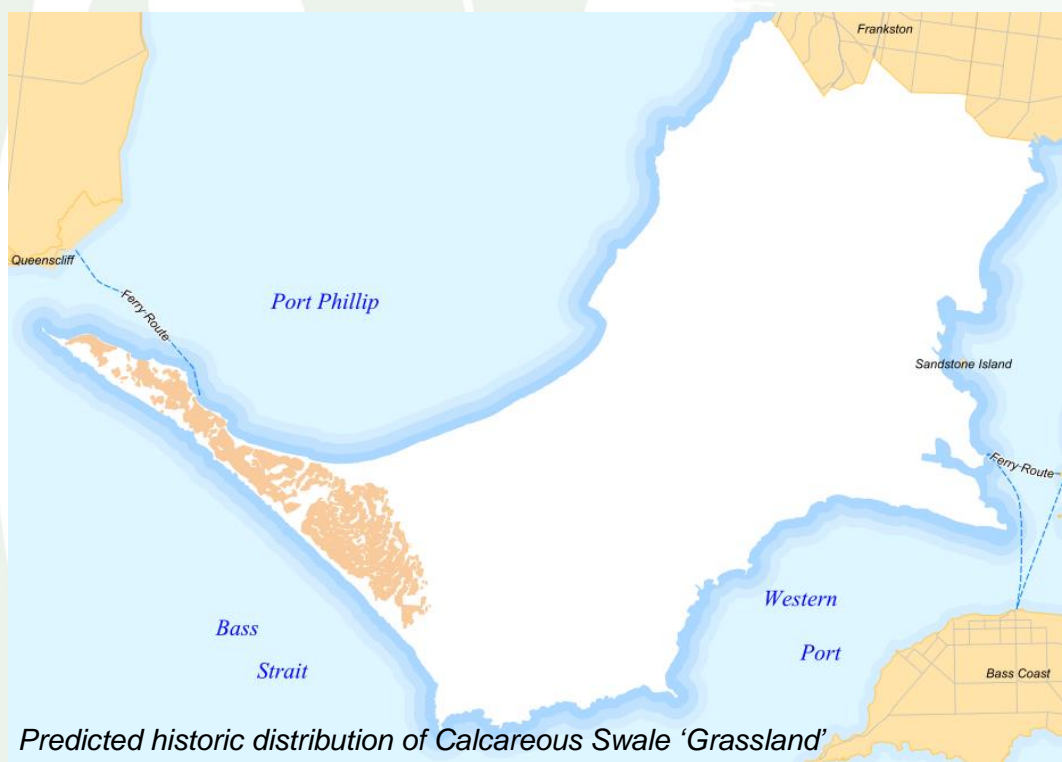 Frankston
Queenscliff
Ferry Route
Port Phillip
Sandstone Island
Ferry Route
Western
Port
Bass
Strait
Bass Coast
Predicted historic distribution of Calcareous Swale ‘Grassland’